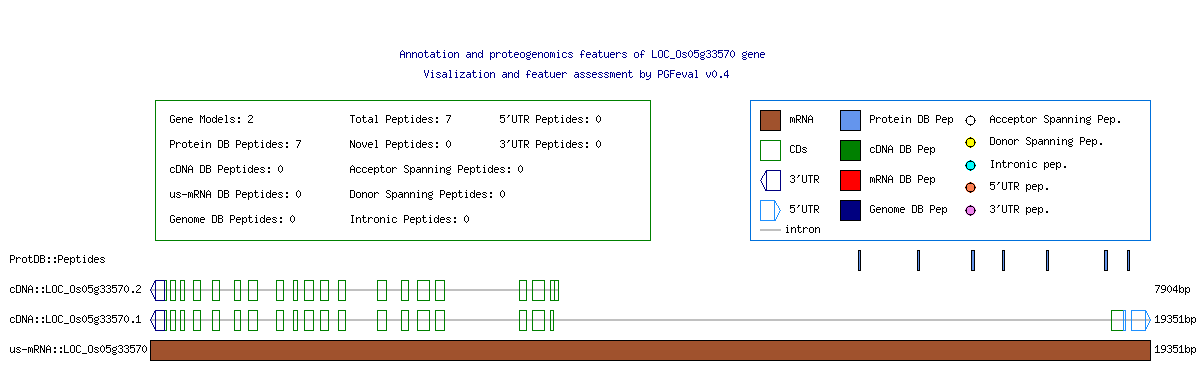 Annotation and proteogenomics featuers of LOC_Os05g33570 gene
Visalization and featuer assessment by PGFeval v0.4
Gene Models: 2 Total Peptides: 7 5'UTR Peptides: 0
Protein DB Peptides: 7 Novel Peptides: 0 3'UTR Peptides: 0
cDNA DB Peptides: 0 Acceptor Spanning Peptides: 0
us-mRNA DB Peptides: 0 Donor Spanning Peptides: 0
Genome DB Peptides: 0 Intronic Peptides: 0
mRNA Protein DB Pep Acceptor Spanning Pep.
CDs cDNA DB Pep Donor Spanning Pep.
3'UTR mRNA DB Pep Intronic pep.
5'UTR Genome DB Pep 5'UTR pep.
intron 3'UTR pep.
ProtDB::Peptides
cDNA::LOC_Os05g33570.2 7904bp
cDNA::LOC_Os05g33570.1 19351bp
us-mRNA::LOC_Os05g33570 19351bp